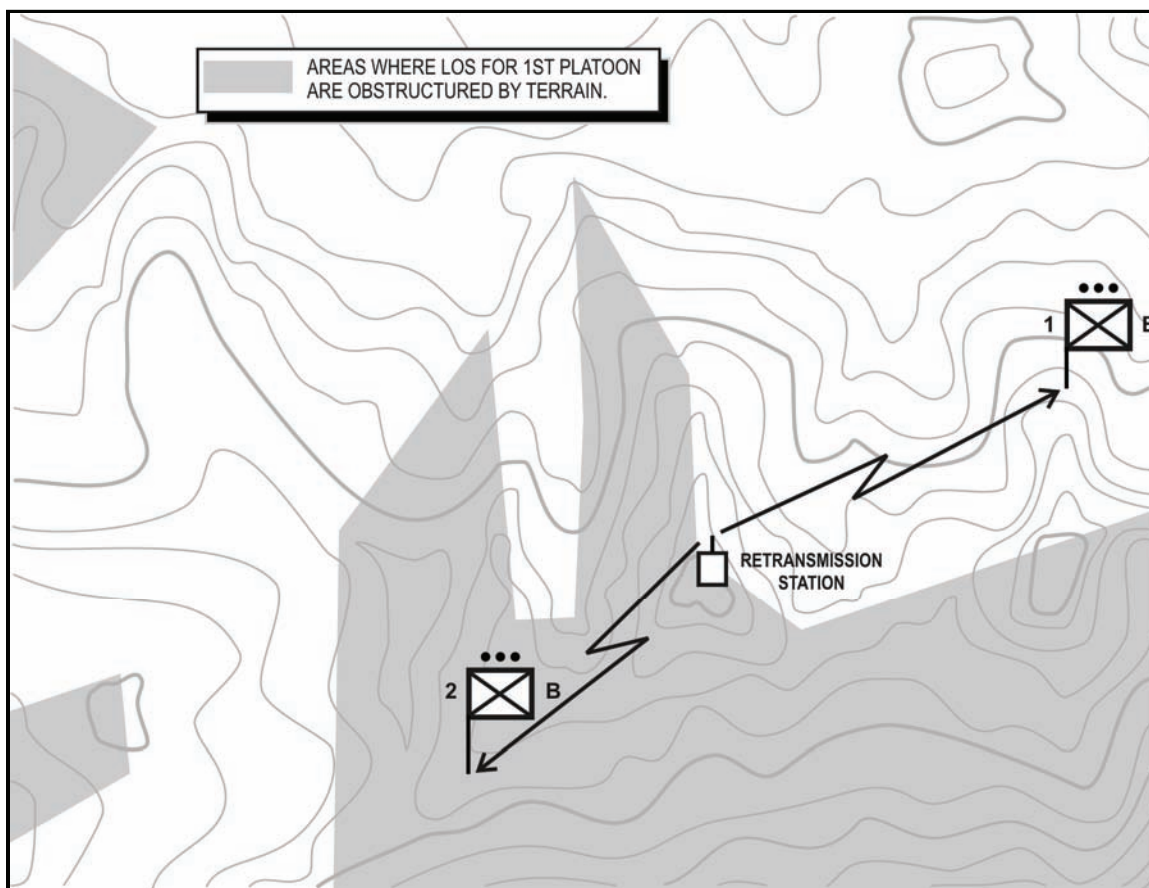 AREAS WHERE LOS FOR 1ST PLATOON
ARE OBSTRUCTURED BY TERRAIN.
1
B
RETRANSMISSION
STATION
2 B